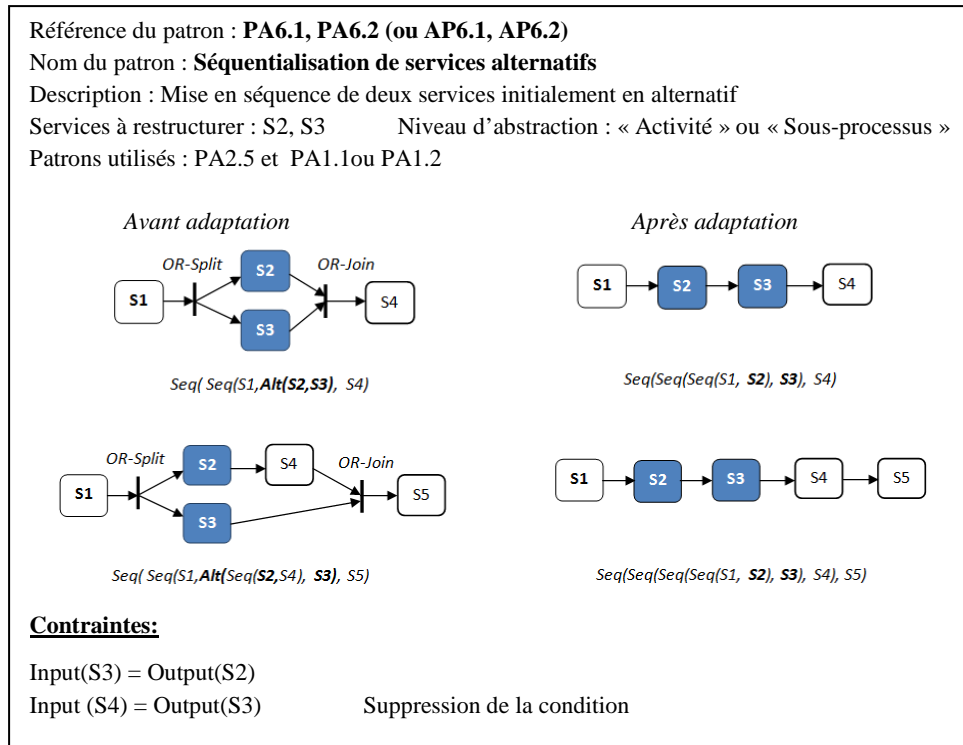 Référence du patron : PA6.1, PA6.2 (ou AP6.1, AP6.2)
Nom du patron : Séquentialisation de services alternatifs
Description : Mise en séquence de deux services initialement en alternatif
Services à restructurer : S2, S3 Niveau d'abstraction : « Activité » ou « Sous-processus »
Patrons utilisés : PA2.5 et PA1.1ou PA1.2
Avant adaptation
OR-Split
OR-Join
S1
S2
S3
S4
Seq( Seq(S1,Alt(S2,S3), S4)
Après adaptation
S1
S2
S3
S4
Seq(Seq(Seq(S1, S2), S3), S4)
OR-Split
OR-Join
S1
S2
S4
S3
S5
Seq( Seq(S1,Alt(Seq(S2,S4), S3), S5)
S1
S2
S3
S4
S5
Seq(Seq(Seq(Seq(S1, S2), S3), S4), S5)
Contraintes:
Input(S3) = Output(S2)
Input (S4) = Output(S3) Suppression de la condition